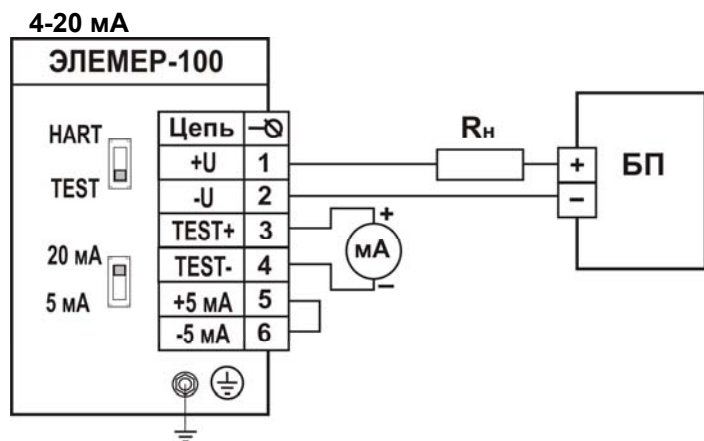 4-20 мА
ЭЛЕМЕР-100
HART
TEST
20 мА
5 мА
Цепь
+U 1
-U 2
TEST+ 3
TEST- 4
+5 мА 5
-5 мА 6
Rн
+
мА
−
+
−
БП